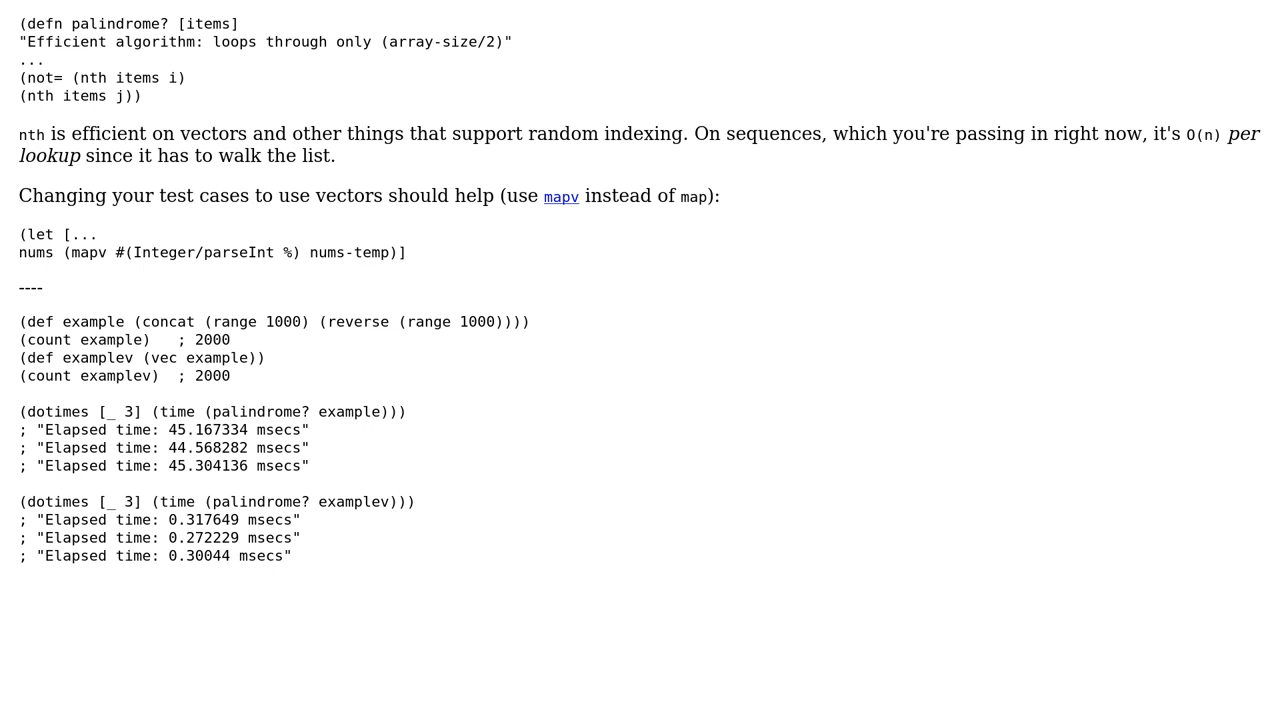 (defn palindrome? [items]
"Efficient algorithm: loops through only (array-size/2)"
...
(not= (nth items i)
(nth items j))
nth is efficient on vectors and other things that support random indexing. On sequences, which you're passing in right now, it's O(n) per
lookup since it has to walk the list.
Changing your test cases to use vectors should help (use mapv instead of map):
(let [...
nums (mapv #(Integer/parseInt %) nums-temp)]
----
(def example (concat (range 1000) (reverse (range 1000))))
(count example)   ; 2000
(def examplev (vec example))
(count examplev)  ; 2000
(dotimes [_ 3] (time (palindrome? example)))
; "Elapsed time: 45.167334 msecs"
; "Elapsed time: 44.568282 msecs"
; "Elapsed time: 45.304136 msecs"
(dotimes [_ 3] (time (palindrome? examplev)))
; "Elapsed time: 0.317649 msecs"
; "Elapsed time: 0.272229 msecs"
; "Elapsed time: 0.30044 msecs"